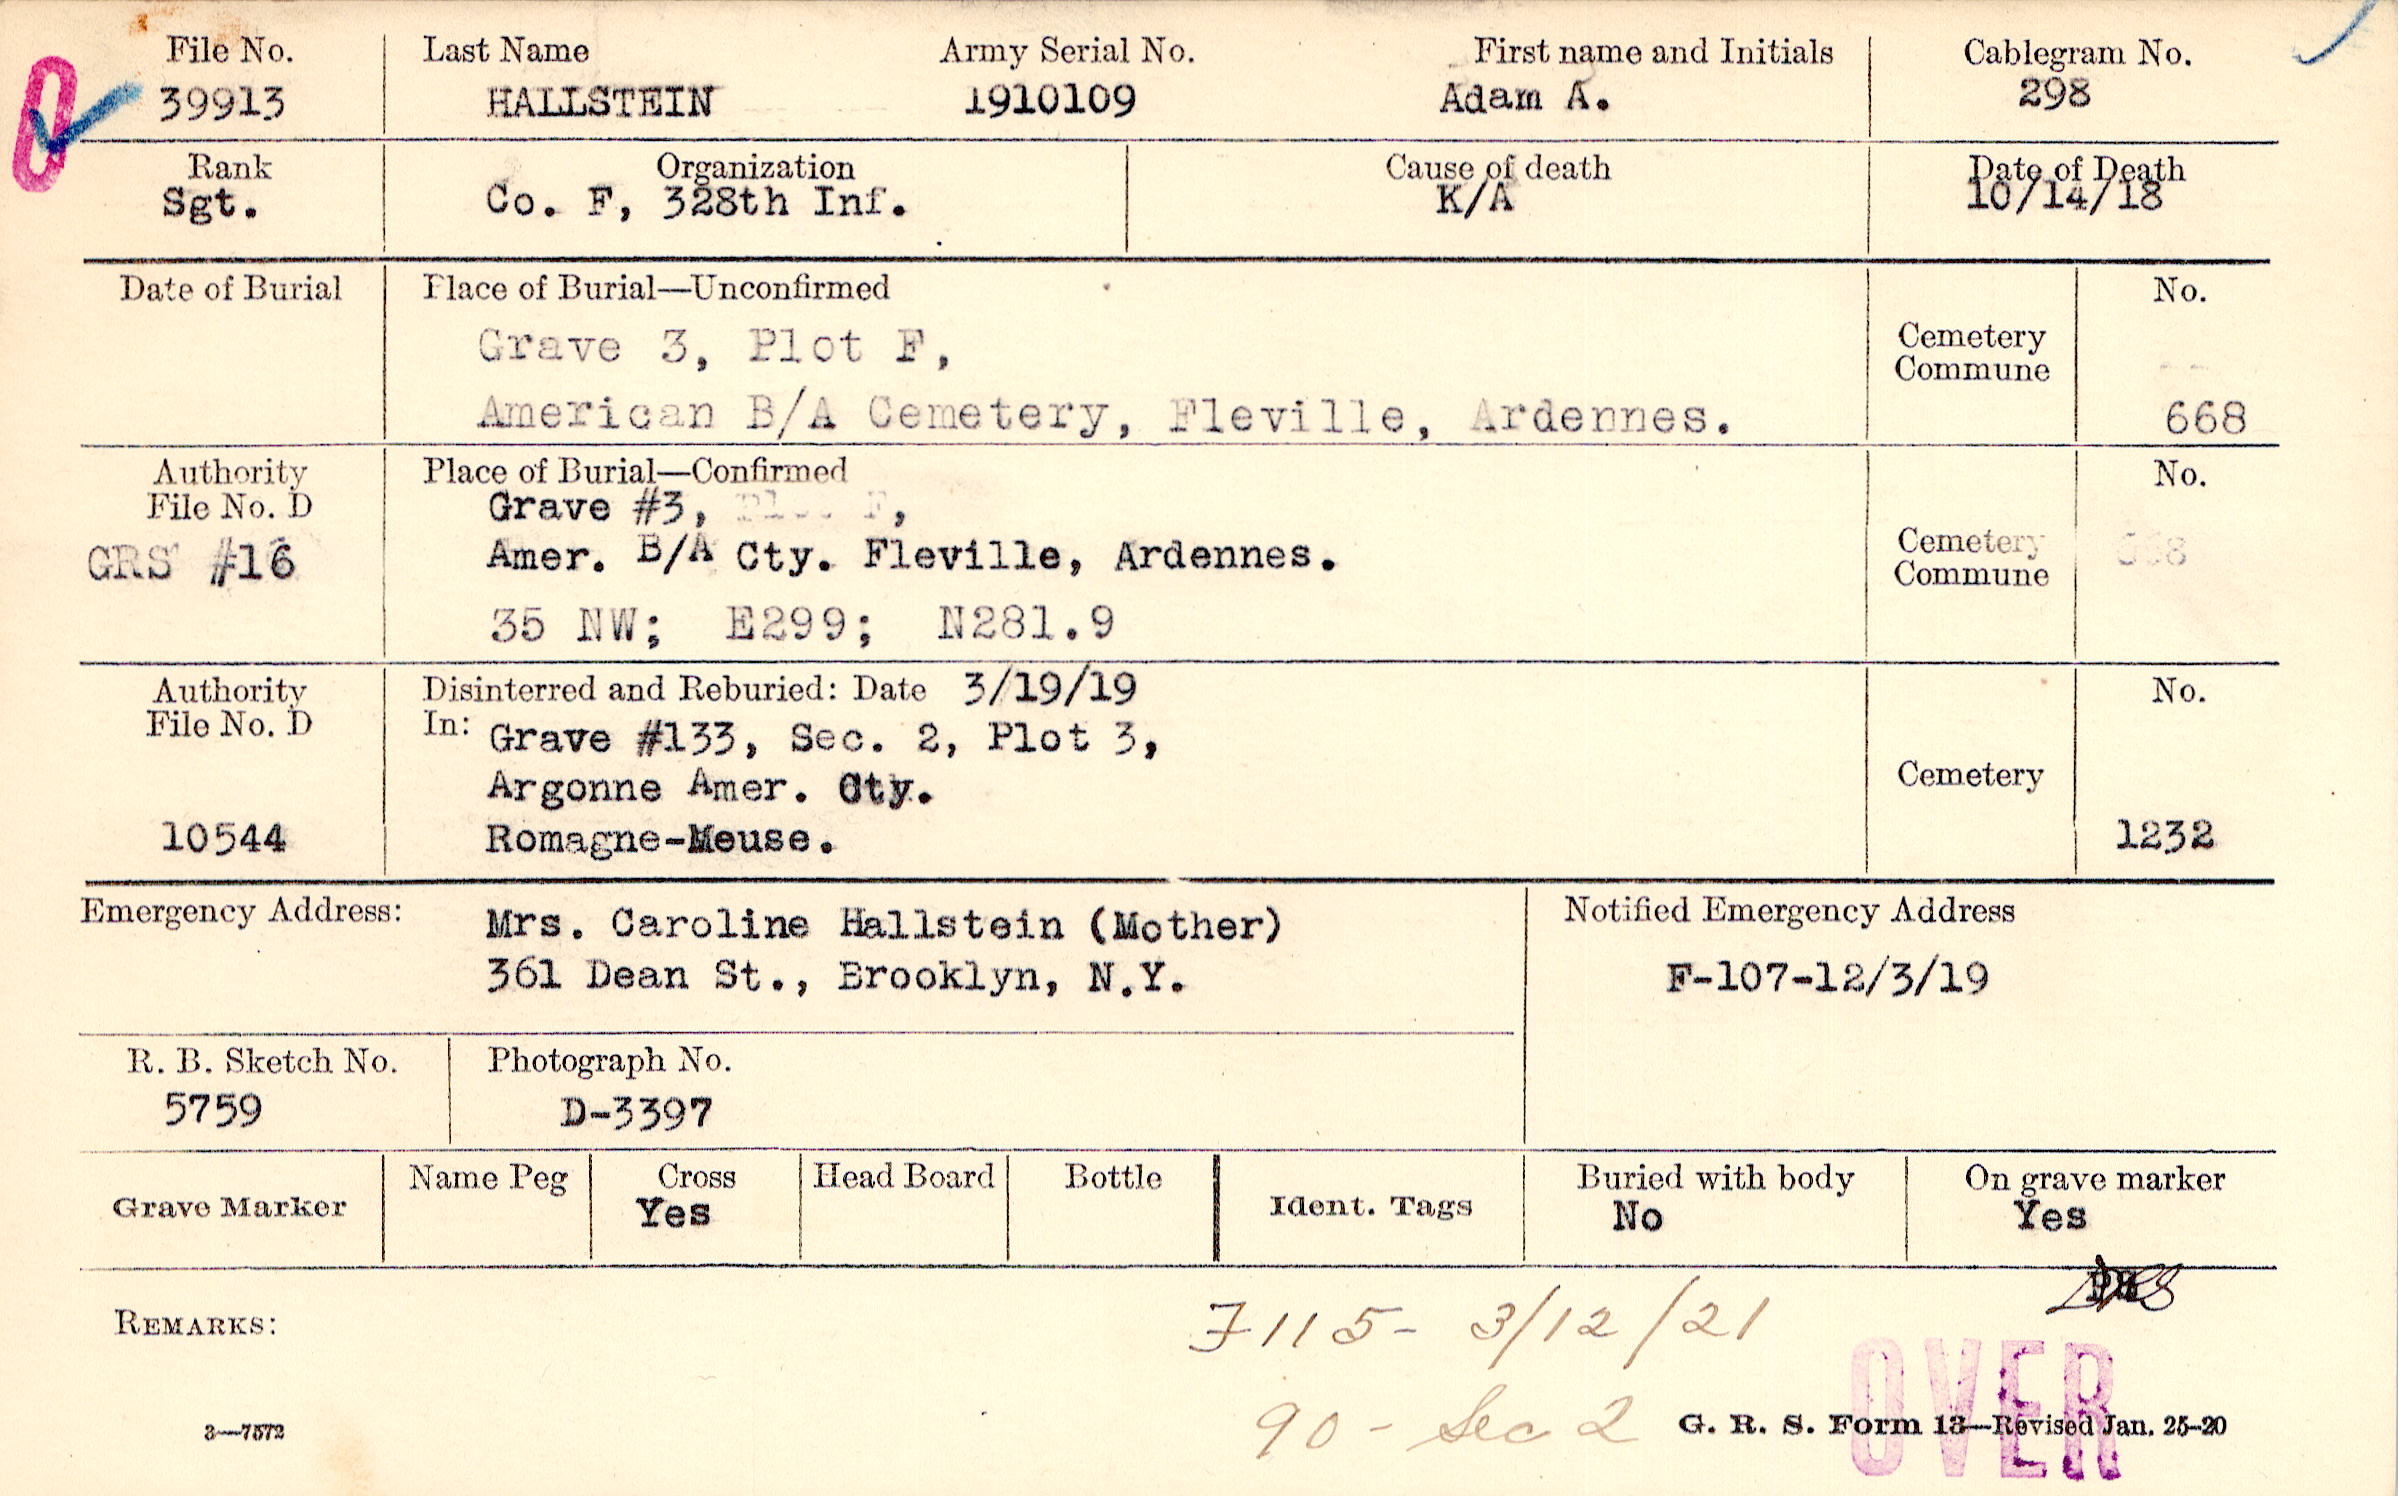 File No. Last Name Army Serial No. First name and Initials Cablegram No.
39913 HALLSTEIN 1910109 Adam A. 298
Rank Organization Cause of death Date of Death
Sgt. Co. F, 328th Inf. K/A 10/14/18
Date of Burial Place of Burial—Unconfirmed No.
Grave 3, Plot F,
Cemetery
Commune
American B/A Cemetery, Fleville, Ardennes. 668
Authority Place of Burial—Confirmed No.
File No. D Grave #3, Plot F,
GRS #16 Amer. B/A Cty. Fleville, Ardennes. Cemetery 668
Commune
35 NW; E299; N281.9
Authority Disinterred and Reburied: Date 3/19/19 No.
File No. D In: Grave #133, Sec. 2, Plot 3,
Argonne Amer. Cty. Cemetery
10544 Romagne-Meuse. 1232
Emergency Address: Mrs. Caroline Hallstein (Mother) Notified Emergency Address
361 Dean St., Brooklyn, N.Y. F-107-12/3/19
R. B. Sketch No. Photograph No.
5759 D-3397
Grave Marker Name Peg Cross Head Board Bottle Ident. Tags Buried with body On grave marker
Yes No Yes
REMARKS: F115- 3/12/21
90 - Sec 2
OVER
3—7572 G. R. S. Form 13—Revised Jan. 25-20